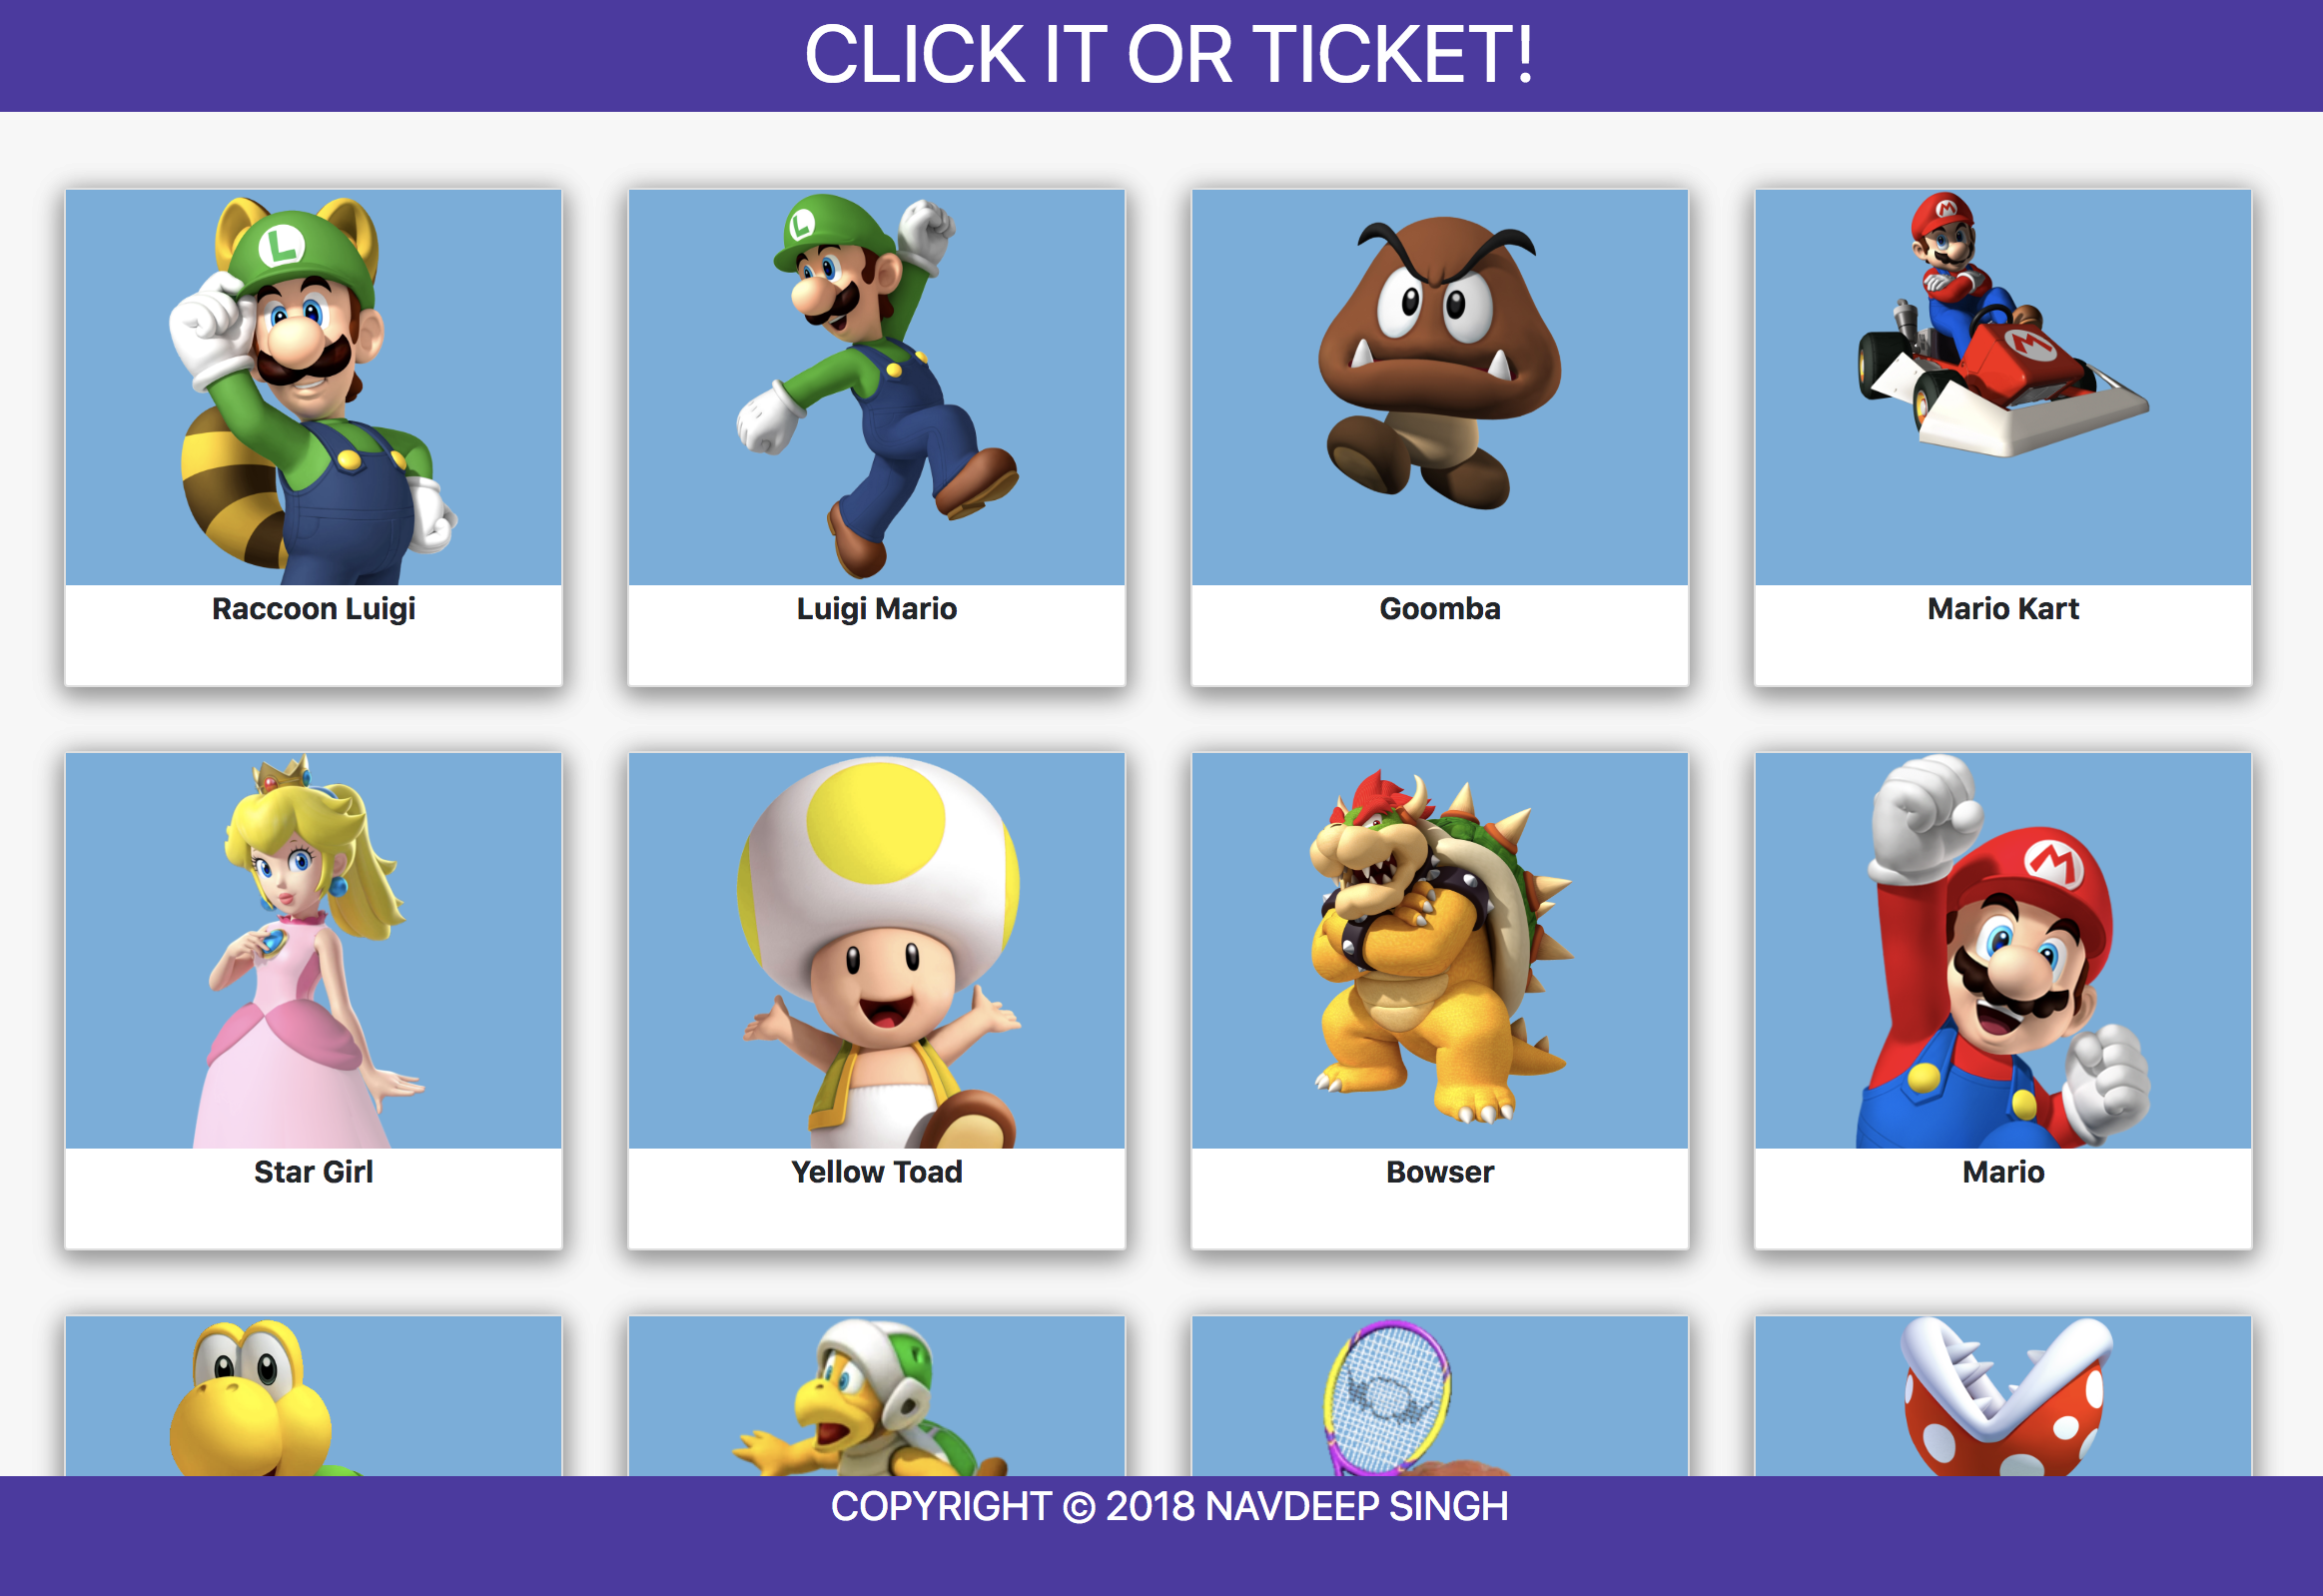 CLICK IT OR TICKET!
L
L
M
M
Raccoon Luigi
Luigi Mario
Goomba
Mario Kart
M
Star Girl
Yellow Toad
Bowser
Mario
COPYRIGHT © 2018 NAVDEEP SINGH